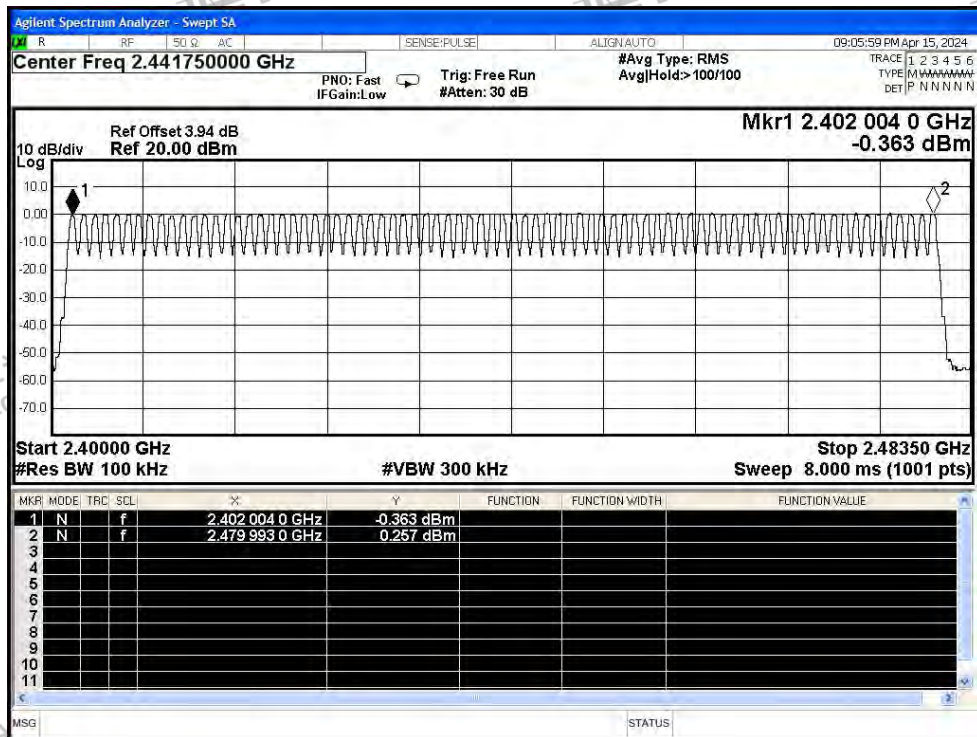 Agilent Spectrum Analyzer - Swept SA
LXI R RF 50 Ω AC SENSE:PULSE ALIGN AUTO 09:05:59 PM Apr 15, 2024
Center Freq 2.441750000 GHz
PNO: Fast
IFGain:Low
Trig: Free Run
#Atten: 30 dB
#Avg Type: RMS
Avg|Hold:>100/100
TRACE 1 2 3 4 5 6
TYPE M WWWWW
DET P N N N N N
Mkr1 2.402 004 0 GHz
-0.363 dBm
Ref Offset 3.94 dB
10 dB/div Ref 20.00 dBm
Log
1
2
10.0
0.00
-10.0
-20.0
-30.0
-40.0
-50.0
-60.0
-70.0
Start 2.40000 GHz Stop 2.48350 GHz
#Res BW 100 kHz #VBW 300 kHz Sweep 8.000 ms (1001 pts)
MKR MODE TRC SCL X Y FUNCTION FUNCTION WIDTH FUNCTION VALUE
1 N f 2.402 004 0 GHz -0.363 dBm
2 N f 2.479 993 0 GHz 0.257 dBm
3
4
5
6
7
8
9
10
11
MSG STATUS